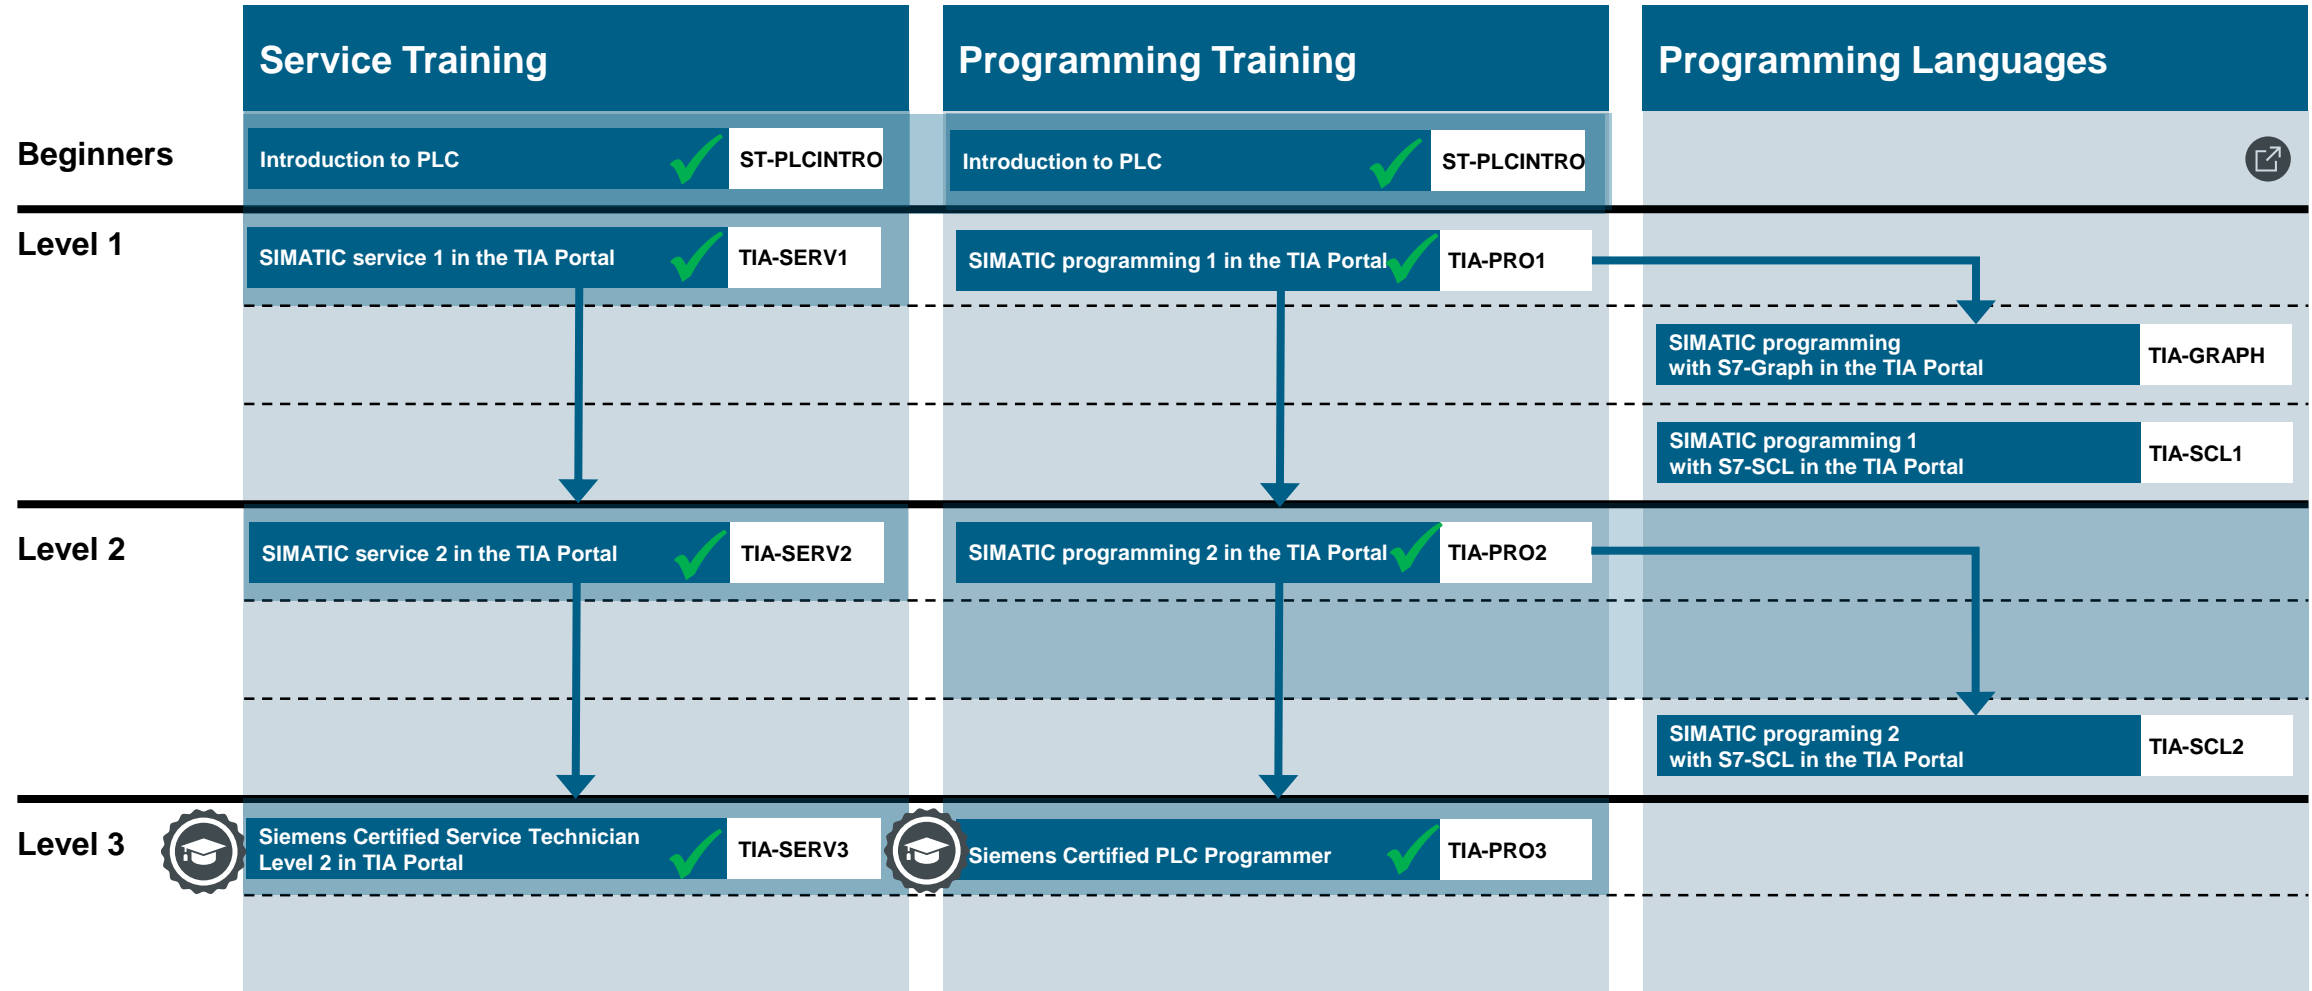 Service Training
Programming Training
Programming Languages
Beginners
Introduction to PLC
ST-PLCINTRO
Introduction to PLC
ST-PLCINTRO
Level 1
SIMATIC service 1 in the TIA Portal
TIA-SERV1
SIMATIC programming 1 in the TIA Portal
TIA-PRO1
SIMATIC programming
with S7-Graph in the TIA Portal
TIA-GRAPH
SIMATIC programming 1
with S7-SCL in the TIA Portal
TIA-SCL1
Level 2
SIMATIC service 2 in the TIA Portal
TIA-SERV2
SIMATIC programming 2 in the TIA Portal
TIA-PRO2
SIMATIC programing 2
with S7-SCL in the TIA Portal
TIA-SCL2
Level 3
Siemens Certified Service Technician
Level 2 in TIA Portal
TIA-SERV3
Siemens Certified PLC Programmer
TIA-PRO3